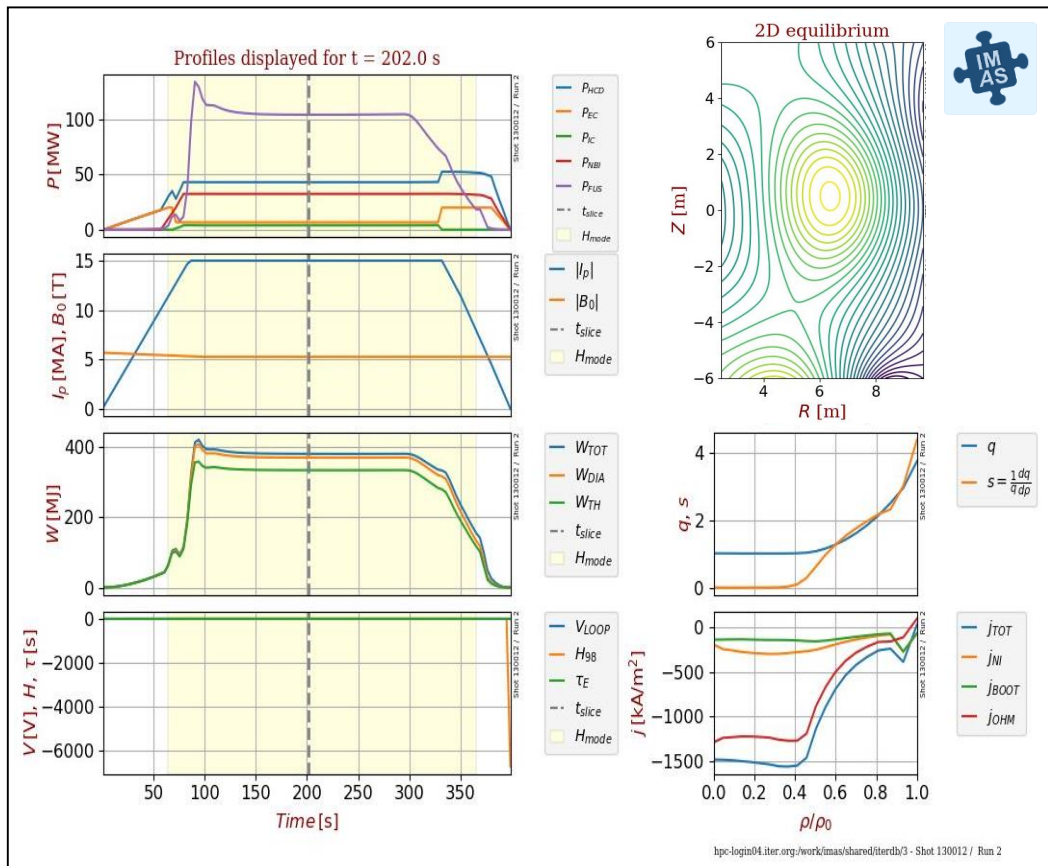 Profiles displayed for t = 202.0 s
P [MW]
100
50
0
P_HCD
P_EC
P_IC
P_NBI
P_FUS
t_slice
H_mode
Shot 130012 / Run 2
I_p [MA], B_0 [T]
15
10
5
0
|I_p|
|B_0|
t_slice
H_mode
Shot 130012 / Run 2
W [MJ]
400
200
0
W_TOT
W_DIA
W_TH
t_slice
H_mode
Shot 130012 / Run 2
V [V], H, τ [s]
0
−2000
−4000
−6000
V_LOOP
H_98
τ_E
t_slice
H_mode
Shot 130012 / Run 2
50 100 150 200 250 300 350
Time [s]
2D equilibrium
Z [m]
6
4
2
0
−2
−4
−6
4 6 8
R [m]
IM
AS
q, s
4
2
0
q
s = 1/q dq/dρ
Shot 130012 / Run 2
j [kA/m²]
0
−500
−1000
−1500
j_TOT
j_NI
j_BOOT
j_OHM
Shot 130012 / Run 2
0.0 0.2 0.4 0.6 0.8 1.0
ρ/ρ_0
hpc-login04.iter.org:/work/imas/shared/iterdb/3 - Shot 130012 / Run 2